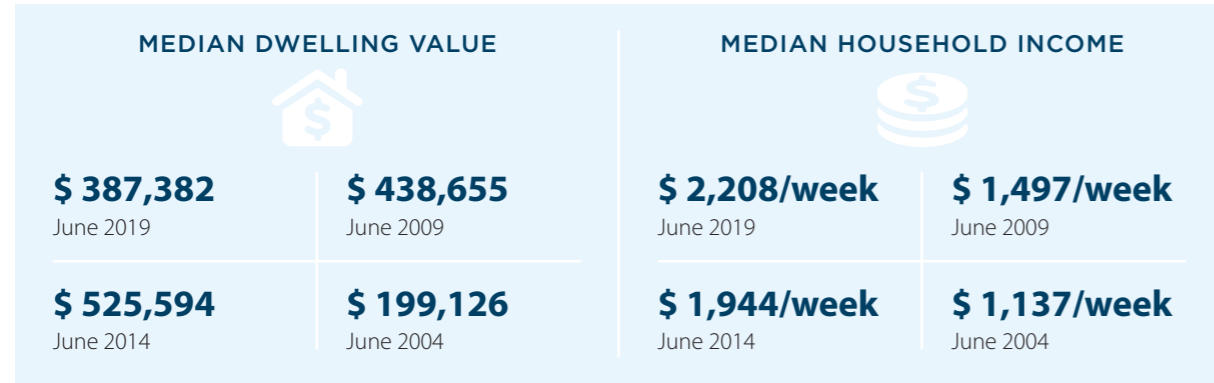 MEDIAN DWELLING VALUE
$
$ 387,382
June 2019
$ 438,655
June 2009
$ 525,594
June 2014
$ 199,126
June 2004
MEDIAN HOUSEHOLD INCOME
$
$ 2,208/week
June 2019
$ 1,497/week
June 2009
$ 1,944/week
June 2014
$ 1,137/week
June 2004